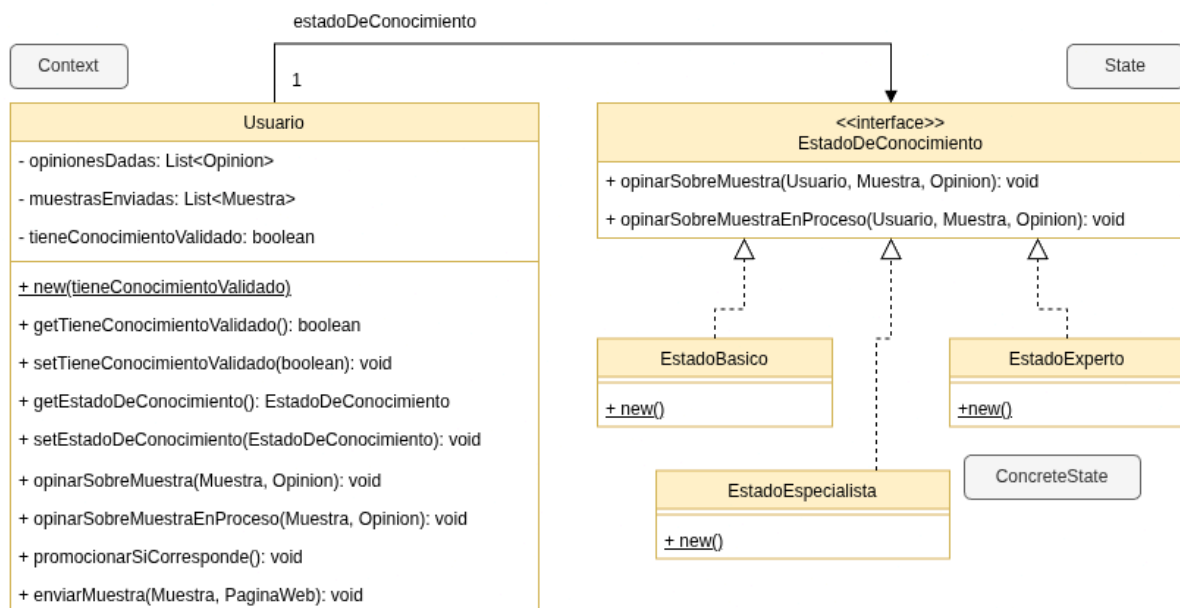 estadoDeConocimiento
Context
State
1
Usuario
- opinionesDadas: List<Opinion>
- muestrasEnviadas: List<Muestra>
- tieneConocimientoValidado: boolean
+ new(tieneConocimientoValidado)
+ getTieneConocimientoValidado(): boolean
+ setTieneConocimientoValidado(boolean): void
+ getEstadoDeConocimiento(): EstadoDeConocimiento
+ setEstadoDeConocimiento(EstadoDeConocimiento): void
+ opinarSobreMuestra(Muestra, Opinion): void
+ opinarSobreMuestraEnProceso(Muestra, Opinion): void
+ promocionarSiCorresponde(): void
+ enviarMuestra(Muestra, PaginaWeb): void
<<interface>>
EstadoDeConocimiento
+ opinarSobreMuestra(Usuario, Muestra, Opinion): void
+ opinarSobreMuestraEnProceso(Usuario, Muestra, Opinion): void
EstadoBasico
+ new()
EstadoExperto
+new()
EstadoEspecialista
+ new()
ConcreteState